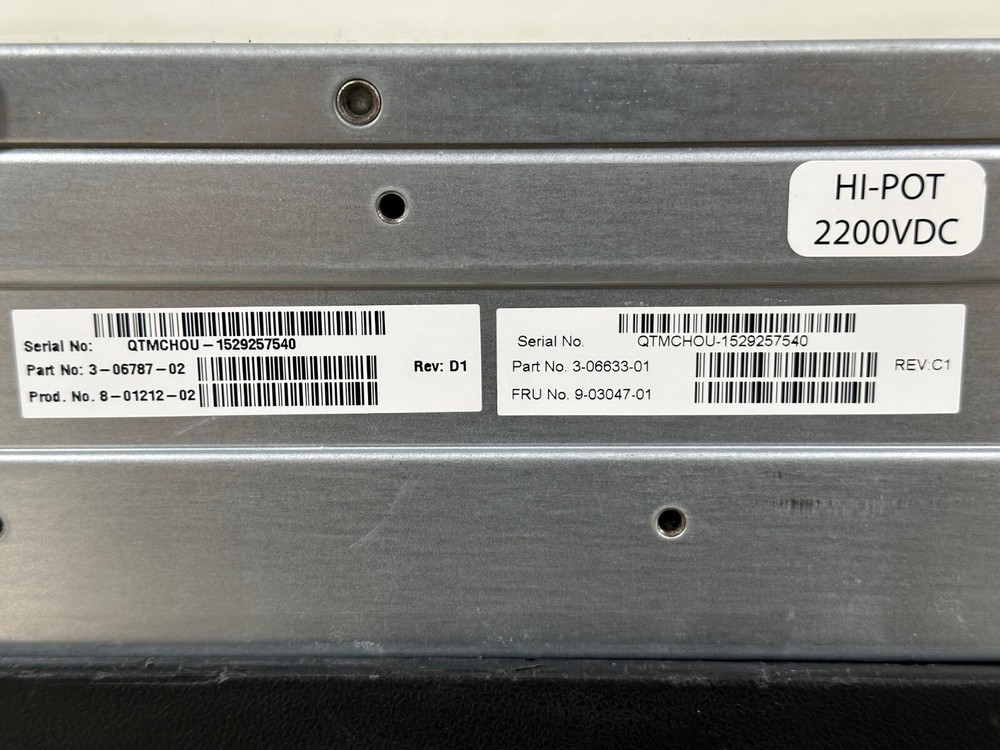 HI-POT
2200VDC
Serial No: QTMCHOU-1529257540
Part No: 3-06787-02
Rev: D1
Prod. No. 8-01212-02
Serial No. QTMCHOU-1529257540
Part No. 3-06633-01
REV:C1
FRU No. 9-03047-01